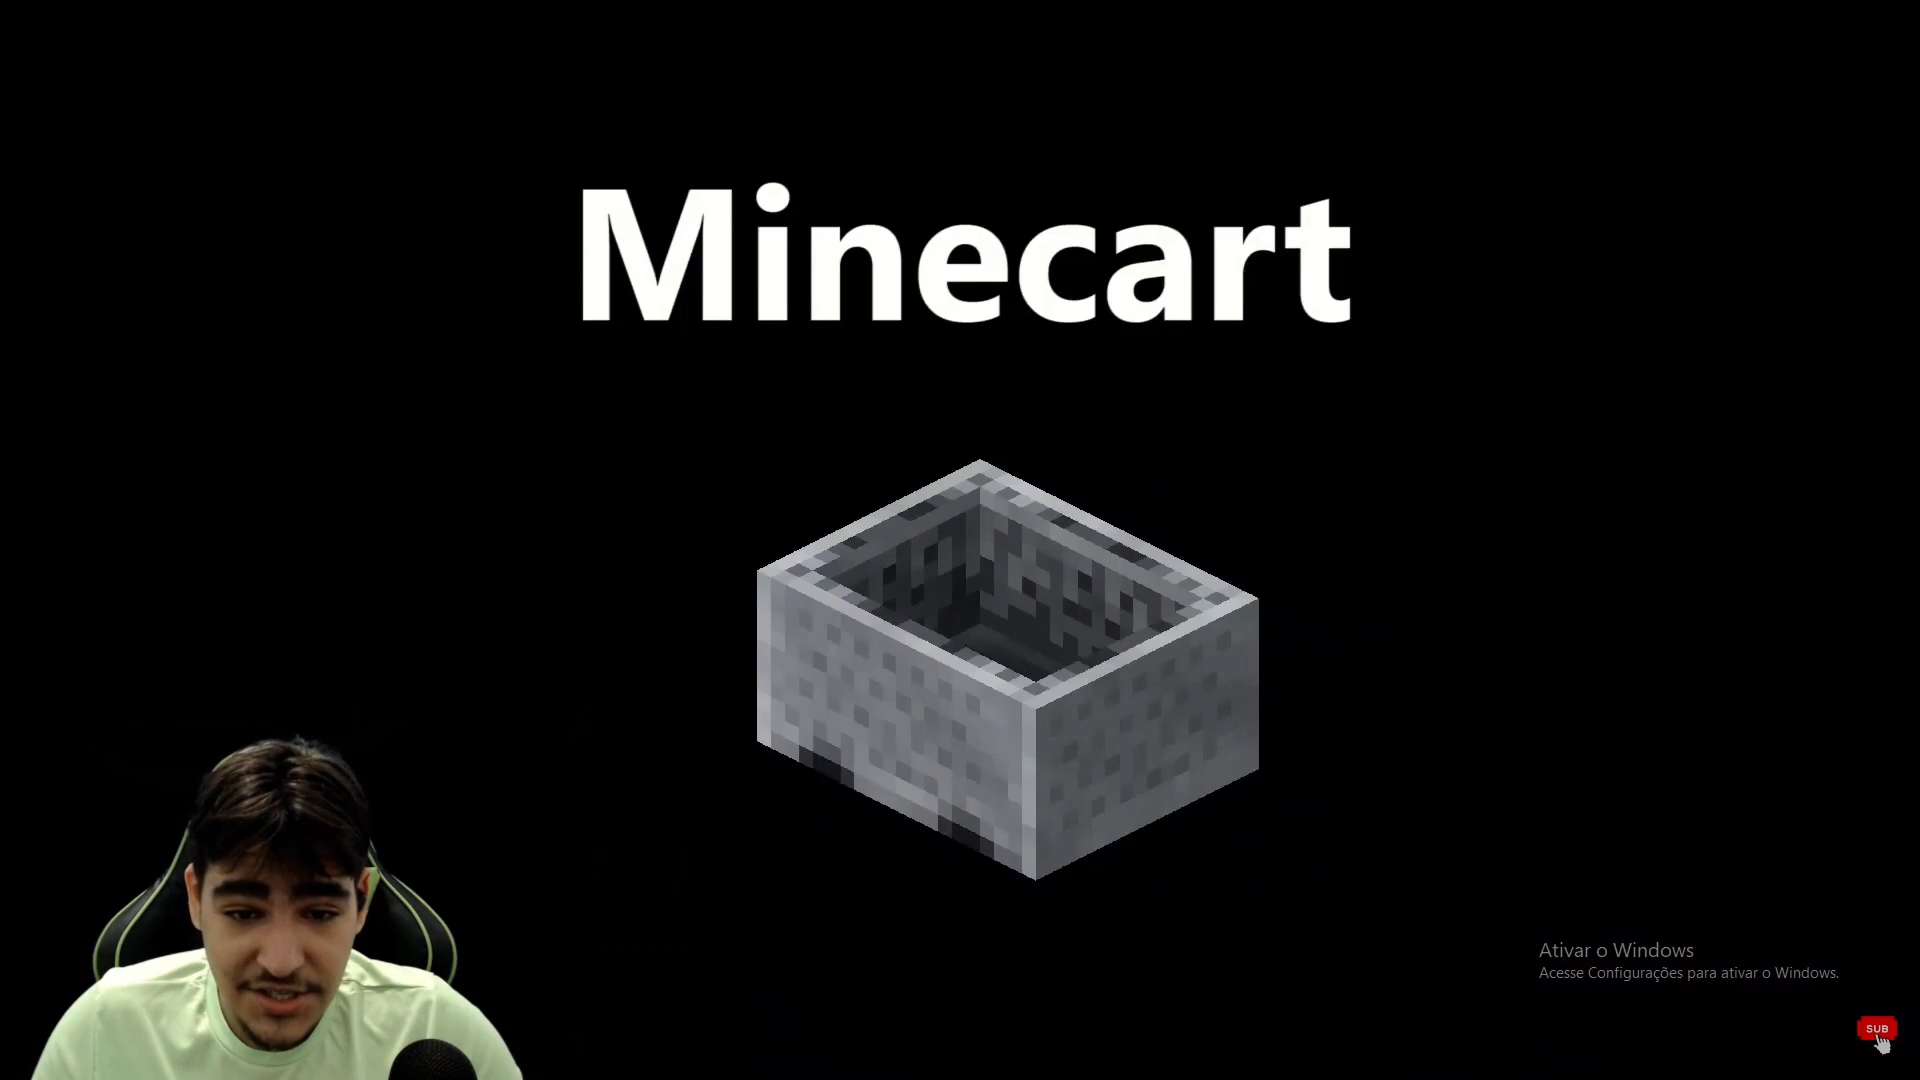 Minecart
Ativar o Windows
Acesse Configurações para ativar o Windows.
SUB